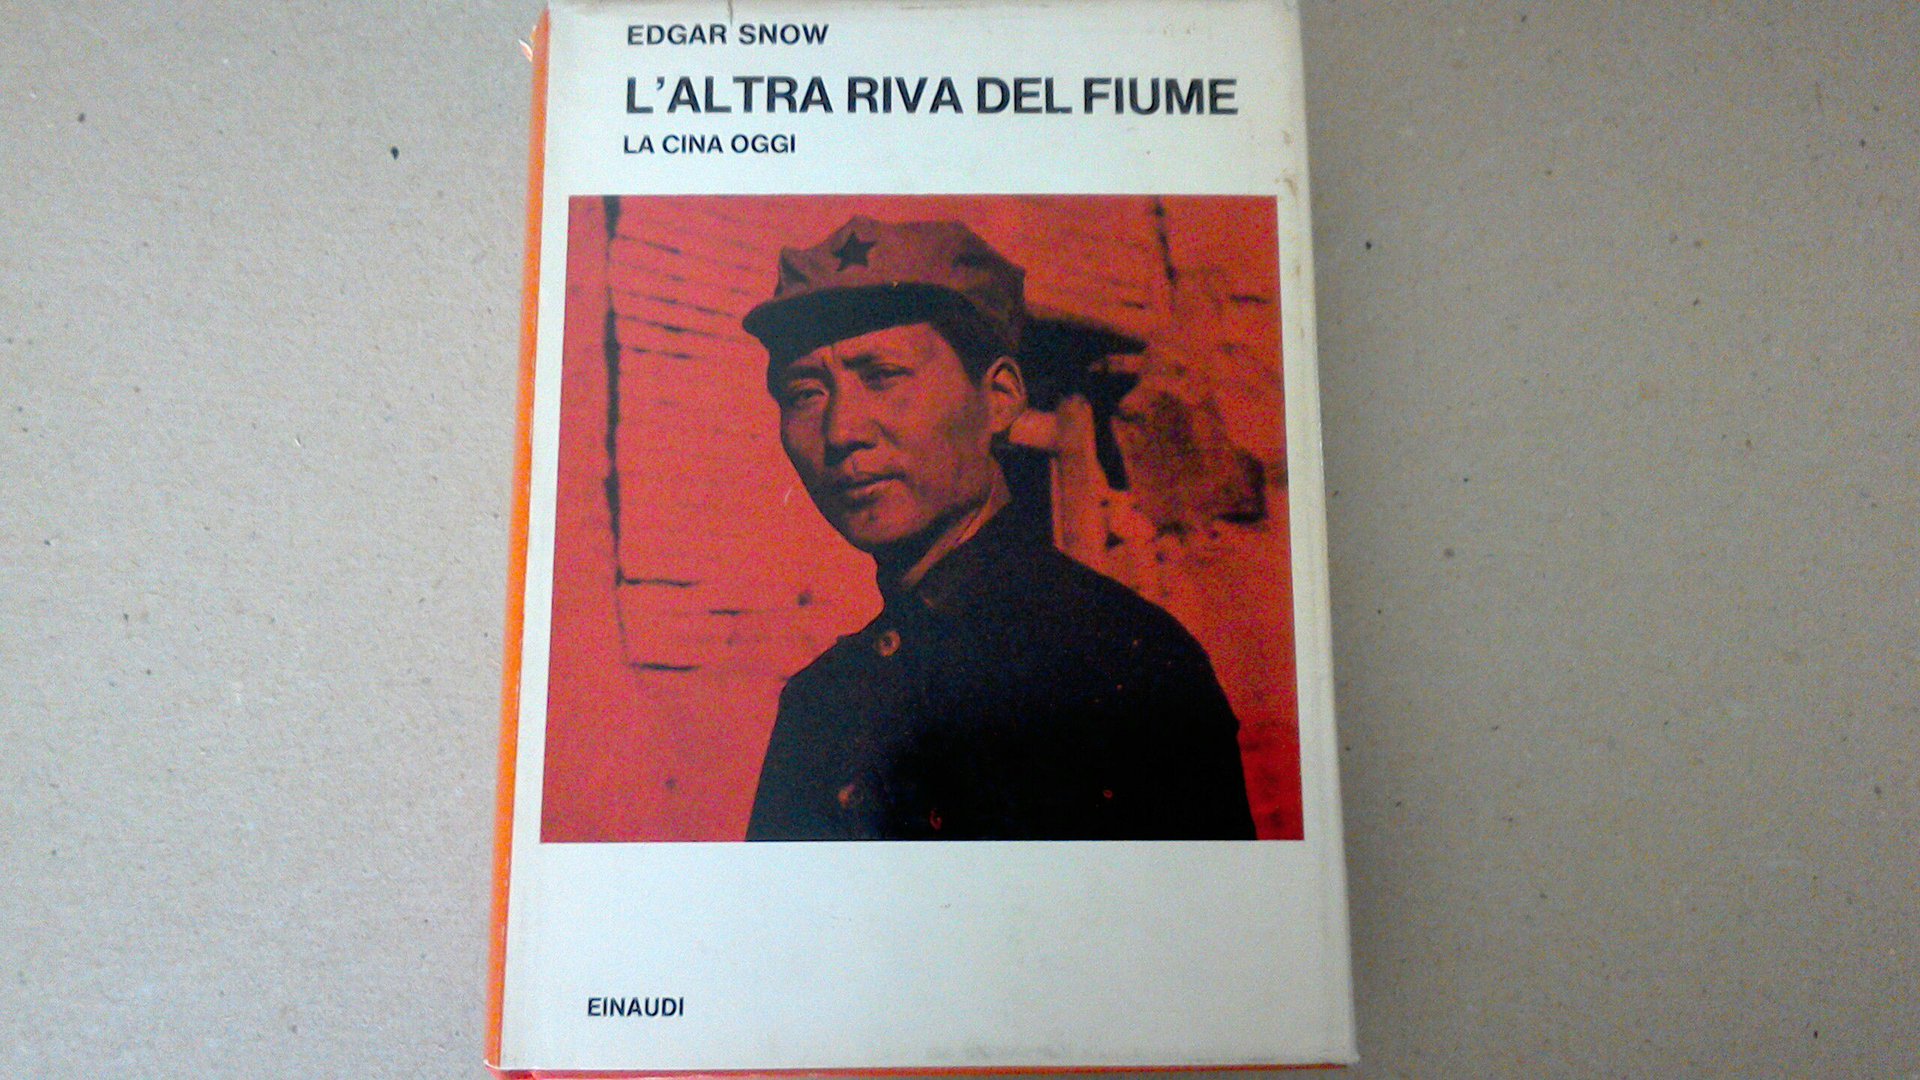 EDGAR SNOW
L'ALTRA RIVA DEL FIUME
LA CINA OGGI
EINAUDI